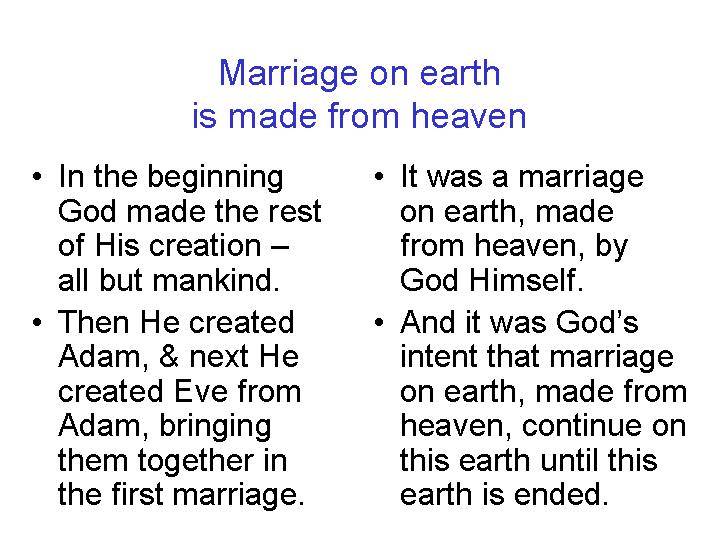 Marriage on earth
is made from heaven
• In the beginning
God made the rest
of His creation –
all but mankind.
• Then He created
Adam, & next He
created Eve from
Adam, bringing
them together in
the first marriage.
• It was a marriage
on earth, made
from heaven, by
God Himself.
• And it was God’s
intent that marriage
on earth, made from
heaven, continue on
this earth until this
earth is ended.